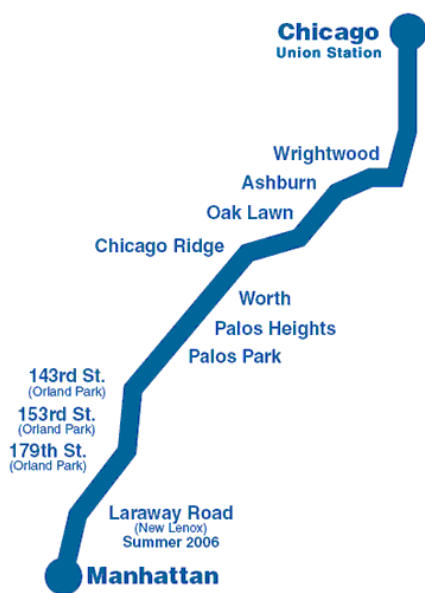 Chicago
Union Station
Wrightwood
Ashburn
Oak Lawn
Chicago Ridge
Worth
Palos Heights
Palos Park
143rd St.
(Orland Park)
153rd St.
(Orland Park)
179th St.
(Orland Park)
Laraway Road
(New Lenox)
Summer 2006
Manhattan